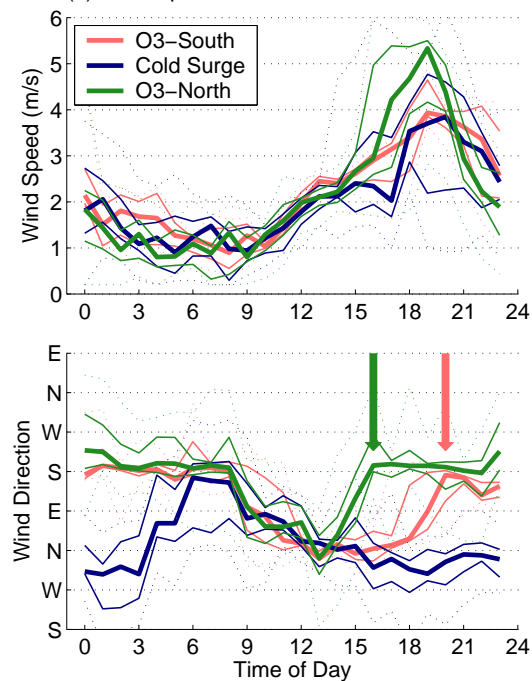 6
5
4
3
2
1
0
Wind Speed (m/s)
O3−South
Cold Surge
O3−North
0 3 6 9 12 15 18 21 24
E
N
W
S
E
N
W
S
Wind Direction
0 3 6 9 12 15 18 21 24
Time of Day